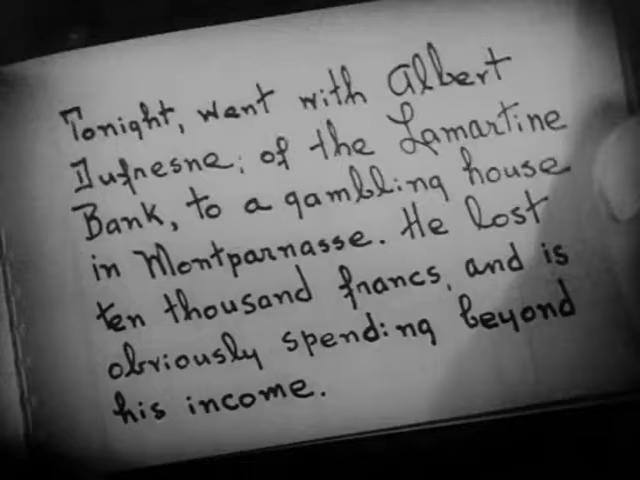 Tonight, went with Albert
Dufresne, of the Lamartine
Bank, to a gambling house
in Montparnasse. He lost
ten thousand francs, and is
obviously spending beyond
his income.